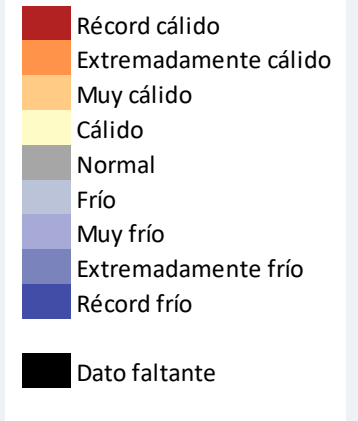 Récord cálido
Extremadamente cálido
Muy cálido
Cálido
Normal
Frío
Muy frío
Extremadamente frío
Récord frío
Dato faltante